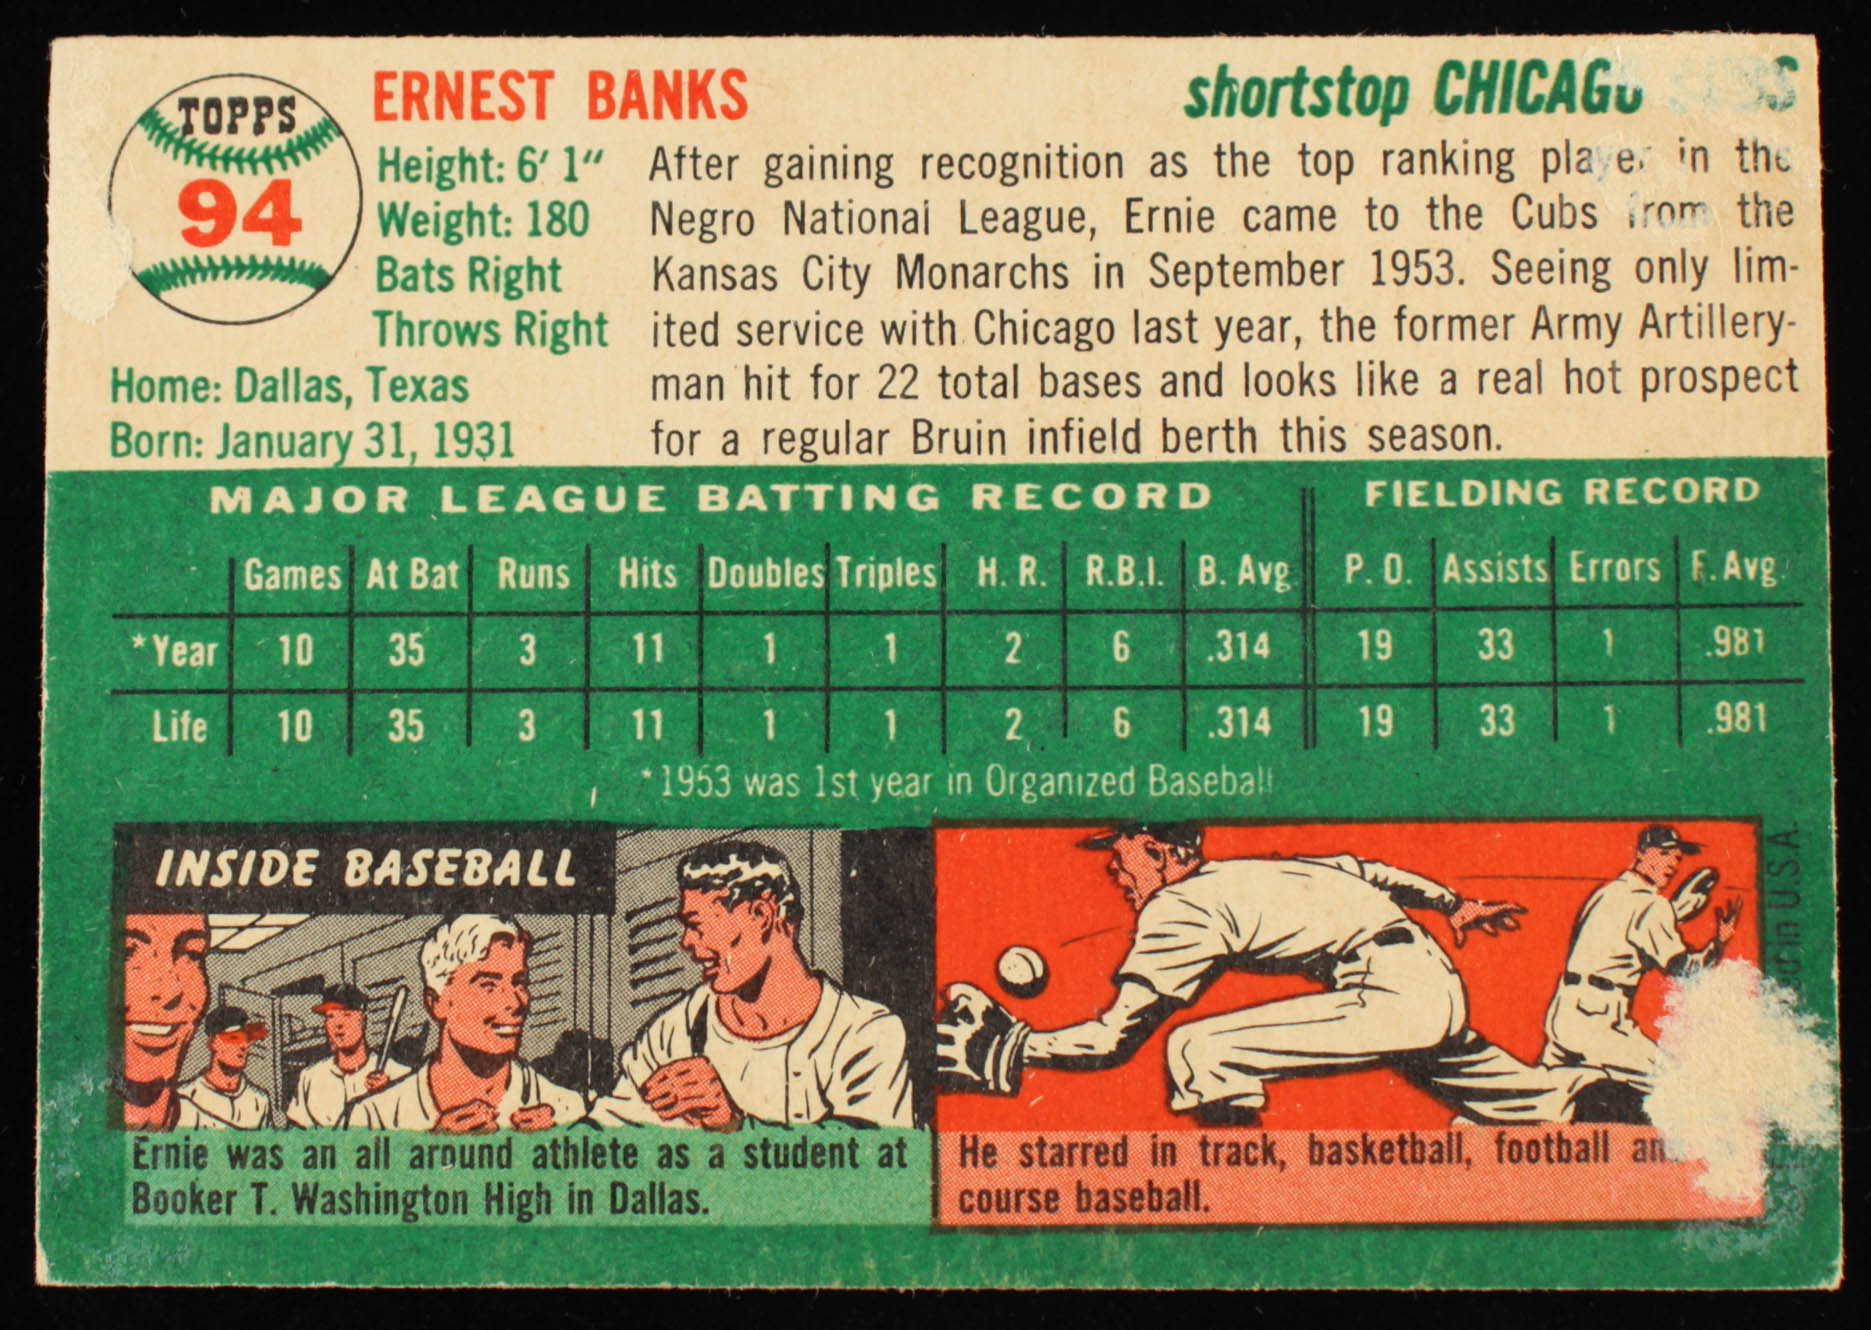 TOPPS
94
ERNEST BANKS
shortstop CHICAGO CUBS
Height: 6' 1"
Weight: 180
Bats Right
Throws Right
Home: Dallas, Texas
Born: January 31, 1931
After gaining recognition as the top ranking player in the
Negro National League, Ernie came to the Cubs from the
Kansas City Monarchs in September 1953. Seeing only lim-
ited service with Chicago last year, the former Army Artillery-
man hit for 22 total bases and looks like a real hot prospect
for a regular Bruin infield berth this season.
MAJOR LEAGUE BATTING RECORD FIELDING RECORD
Games At Bat Runs Hits Doubles Triples H. R. R.B.I. B. Avg. P. O. Assists Errors F. Avg.
*Year 10 35 3 11 1 1 2 6 .314 19 33 1 .981
Life 10 35 3 11 1 1 2 6 .314 19 33 1 .981
*1953 was 1st year in Organized Baseball
INSIDE BASEBALL
Ernie was an all around athlete as a student at
Booker T. Washington High in Dallas.
He starred in track, basketball, football
course baseball.
in U.S.A.